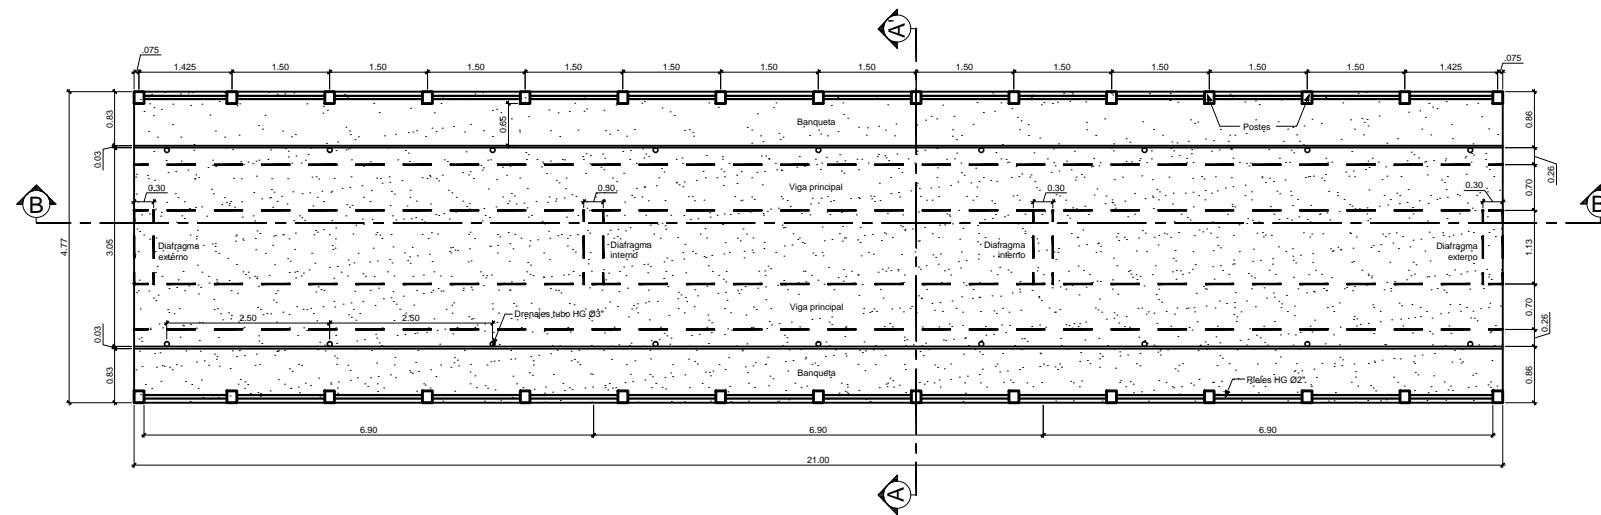 A'
.075
1.425
1.50
1.50
1.50
1.50
1.50
1.50
1.50
1.50
1.50
1.50
1.50
1.50
1.425
.075
0.83
0.65
Banqueta
Postes
0.86
0.03
0.26
0.30
0.30
Viga principal
0.30
0.30
0.70
B
B
4.77
3.05
Diafragma
externo
Diafragma
interno
Diafragma
interno
Diafragma
externo
1.13
Viga principal
0.70
2.50
2.50
Drenajes tubo HG Ø3"
0.03
0.26
0.83
Banqueta
Rieles HG Ø2"
0.86
6.90
6.90
6.90
21.00
A